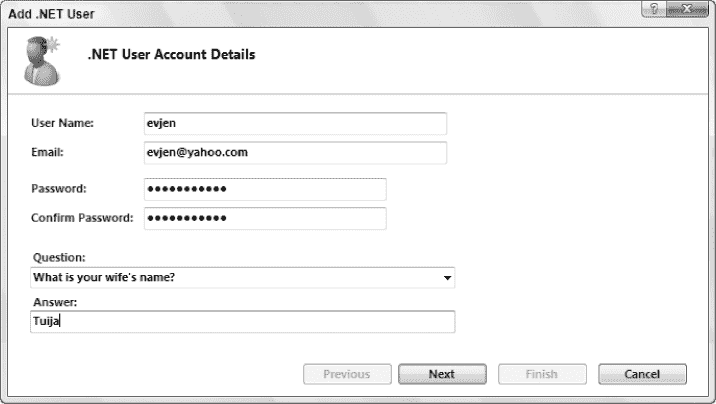 Add .NET User
.NET User Account Details
User Name: evjen
Email: evjen@yahoo.com
Password: •••••••••••
Confirm Password: •••••••••••
Question:
What is your wife's name?
Answer:
Tuija
Previous Next Finish Cancel